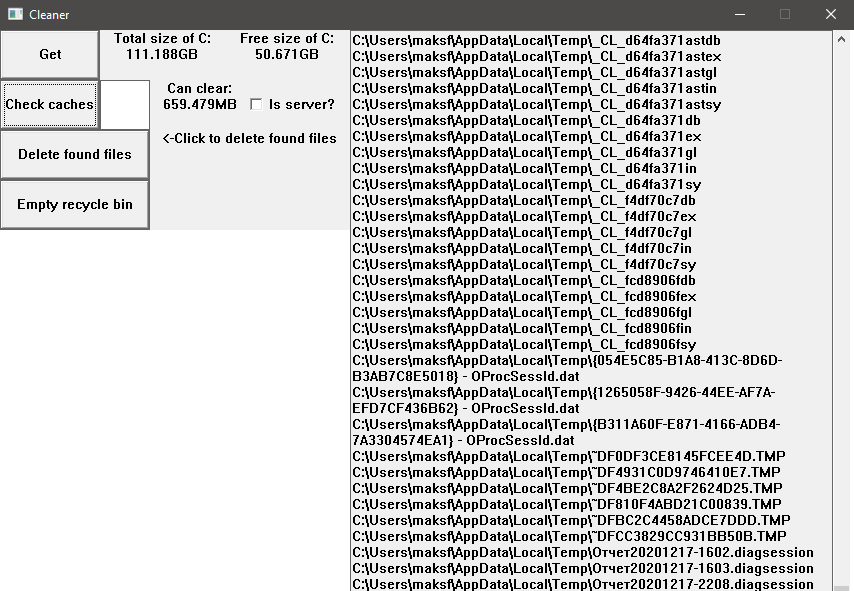 Cleaner
Get
Total size of C:
111.188GB
Free size of C:
50.671GB
Check caches
Can clear:
659.479MB
Is server?
<-Click to delete found files
Delete found files
Empty recycle bin
C:\Users\maksf\AppData\Local\Temp\_CL_d64fa371astdb
C:\Users\maksf\AppData\Local\Temp\_CL_d64fa371astex
C:\Users\maksf\AppData\Local\Temp\_CL_d64fa371astgl
C:\Users\maksf\AppData\Local\Temp\_CL_d64fa371astin
C:\Users\maksf\AppData\Local\Temp\_CL_d64fa371astsy
C:\Users\maksf\AppData\Local\Temp\_CL_d64fa371db
C:\Users\maksf\AppData\Local\Temp\_CL_d64fa371ex
C:\Users\maksf\AppData\Local\Temp\_CL_d64fa371gl
C:\Users\maksf\AppData\Local\Temp\_CL_d64fa371in
C:\Users\maksf\AppData\Local\Temp\_CL_d64fa371sy
C:\Users\maksf\AppData\Local\Temp\_CL_f4df70c7db
C:\Users\maksf\AppData\Local\Temp\_CL_f4df70c7ex
C:\Users\maksf\AppData\Local\Temp\_CL_f4df70c7gl
C:\Users\maksf\AppData\Local\Temp\_CL_f4df70c7in
C:\Users\maksf\AppData\Local\Temp\_CL_f4df70c7sy
C:\Users\maksf\AppData\Local\Temp\_CL_fcd8906fdb
C:\Users\maksf\AppData\Local\Temp\_CL_fcd8906fex
C:\Users\maksf\AppData\Local\Temp\_CL_fcd8906fgl
C:\Users\maksf\AppData\Local\Temp\_CL_fcd8906fin
C:\Users\maksf\AppData\Local\Temp\_CL_fcd8906fsy
C:\Users\maksf\AppData\Local\Temp\{054E5C85-B1A8-413C-8D6D-
B3AB7C8E5018} - OProcSessId.dat
C:\Users\maksf\AppData\Local\Temp\{1265058F-9426-44EE-AF7A-
EFD7CF436B62} - OProcSessId.dat
C:\Users\maksf\AppData\Local\Temp\{B311A60F-E871-4166-ADB4-
7A3304574EA1} - OProcSessId.dat
C:\Users\maksf\AppData\Local\Temp\~DF0DF3CE8145FCEE4D.TMP
C:\Users\maksf\AppData\Local\Temp\~DF4931C0D9746410E7.TMP
C:\Users\maksf\AppData\Local\Temp\~DF4BE2C8A2F2624D25.TMP
C:\Users\maksf\AppData\Local\Temp\~DF810F4ABD21C00839.TMP
C:\Users\maksf\AppData\Local\Temp\~DFBC2C4458ADCE7DDD.TMP
C:\Users\maksf\AppData\Local\Temp\~DFCC3829CC931BB50B.TMP
C:\Users\maksf\AppData\Local\Temp\Отчет20201217-1602.diagsession
C:\Users\maksf\AppData\Local\Temp\Отчет20201217-1603.diagsession
C:\Users\maksf\AppData\Local\Temp\Отчет20201217-2208.diagsession